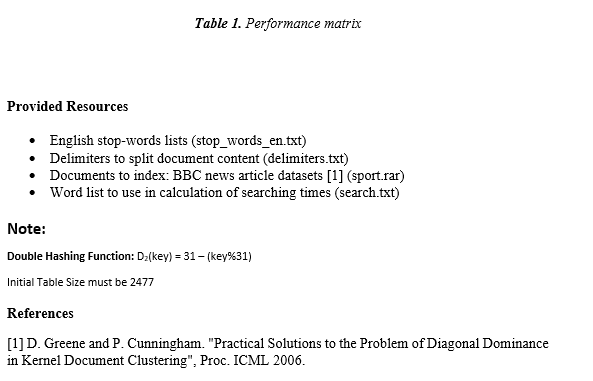 Table 1. Performance matrix
Provided Resources
• English stop-words lists (stop_words_en.txt)
• Delimiters to split document content (delimiters.txt)
• Documents to index: BBC news article datasets [1] (sport.rar)
• Word list to use in calculation of searching times (search.txt)
Note:
Double Hashing Function: D₂(key) = 31 – (key%31)
Initial Table Size must be 2477
References
[1] D. Greene and P. Cunningham. "Practical Solutions to the Problem of Diagonal Dominance
in Kernel Document Clustering", Proc. ICML 2006.